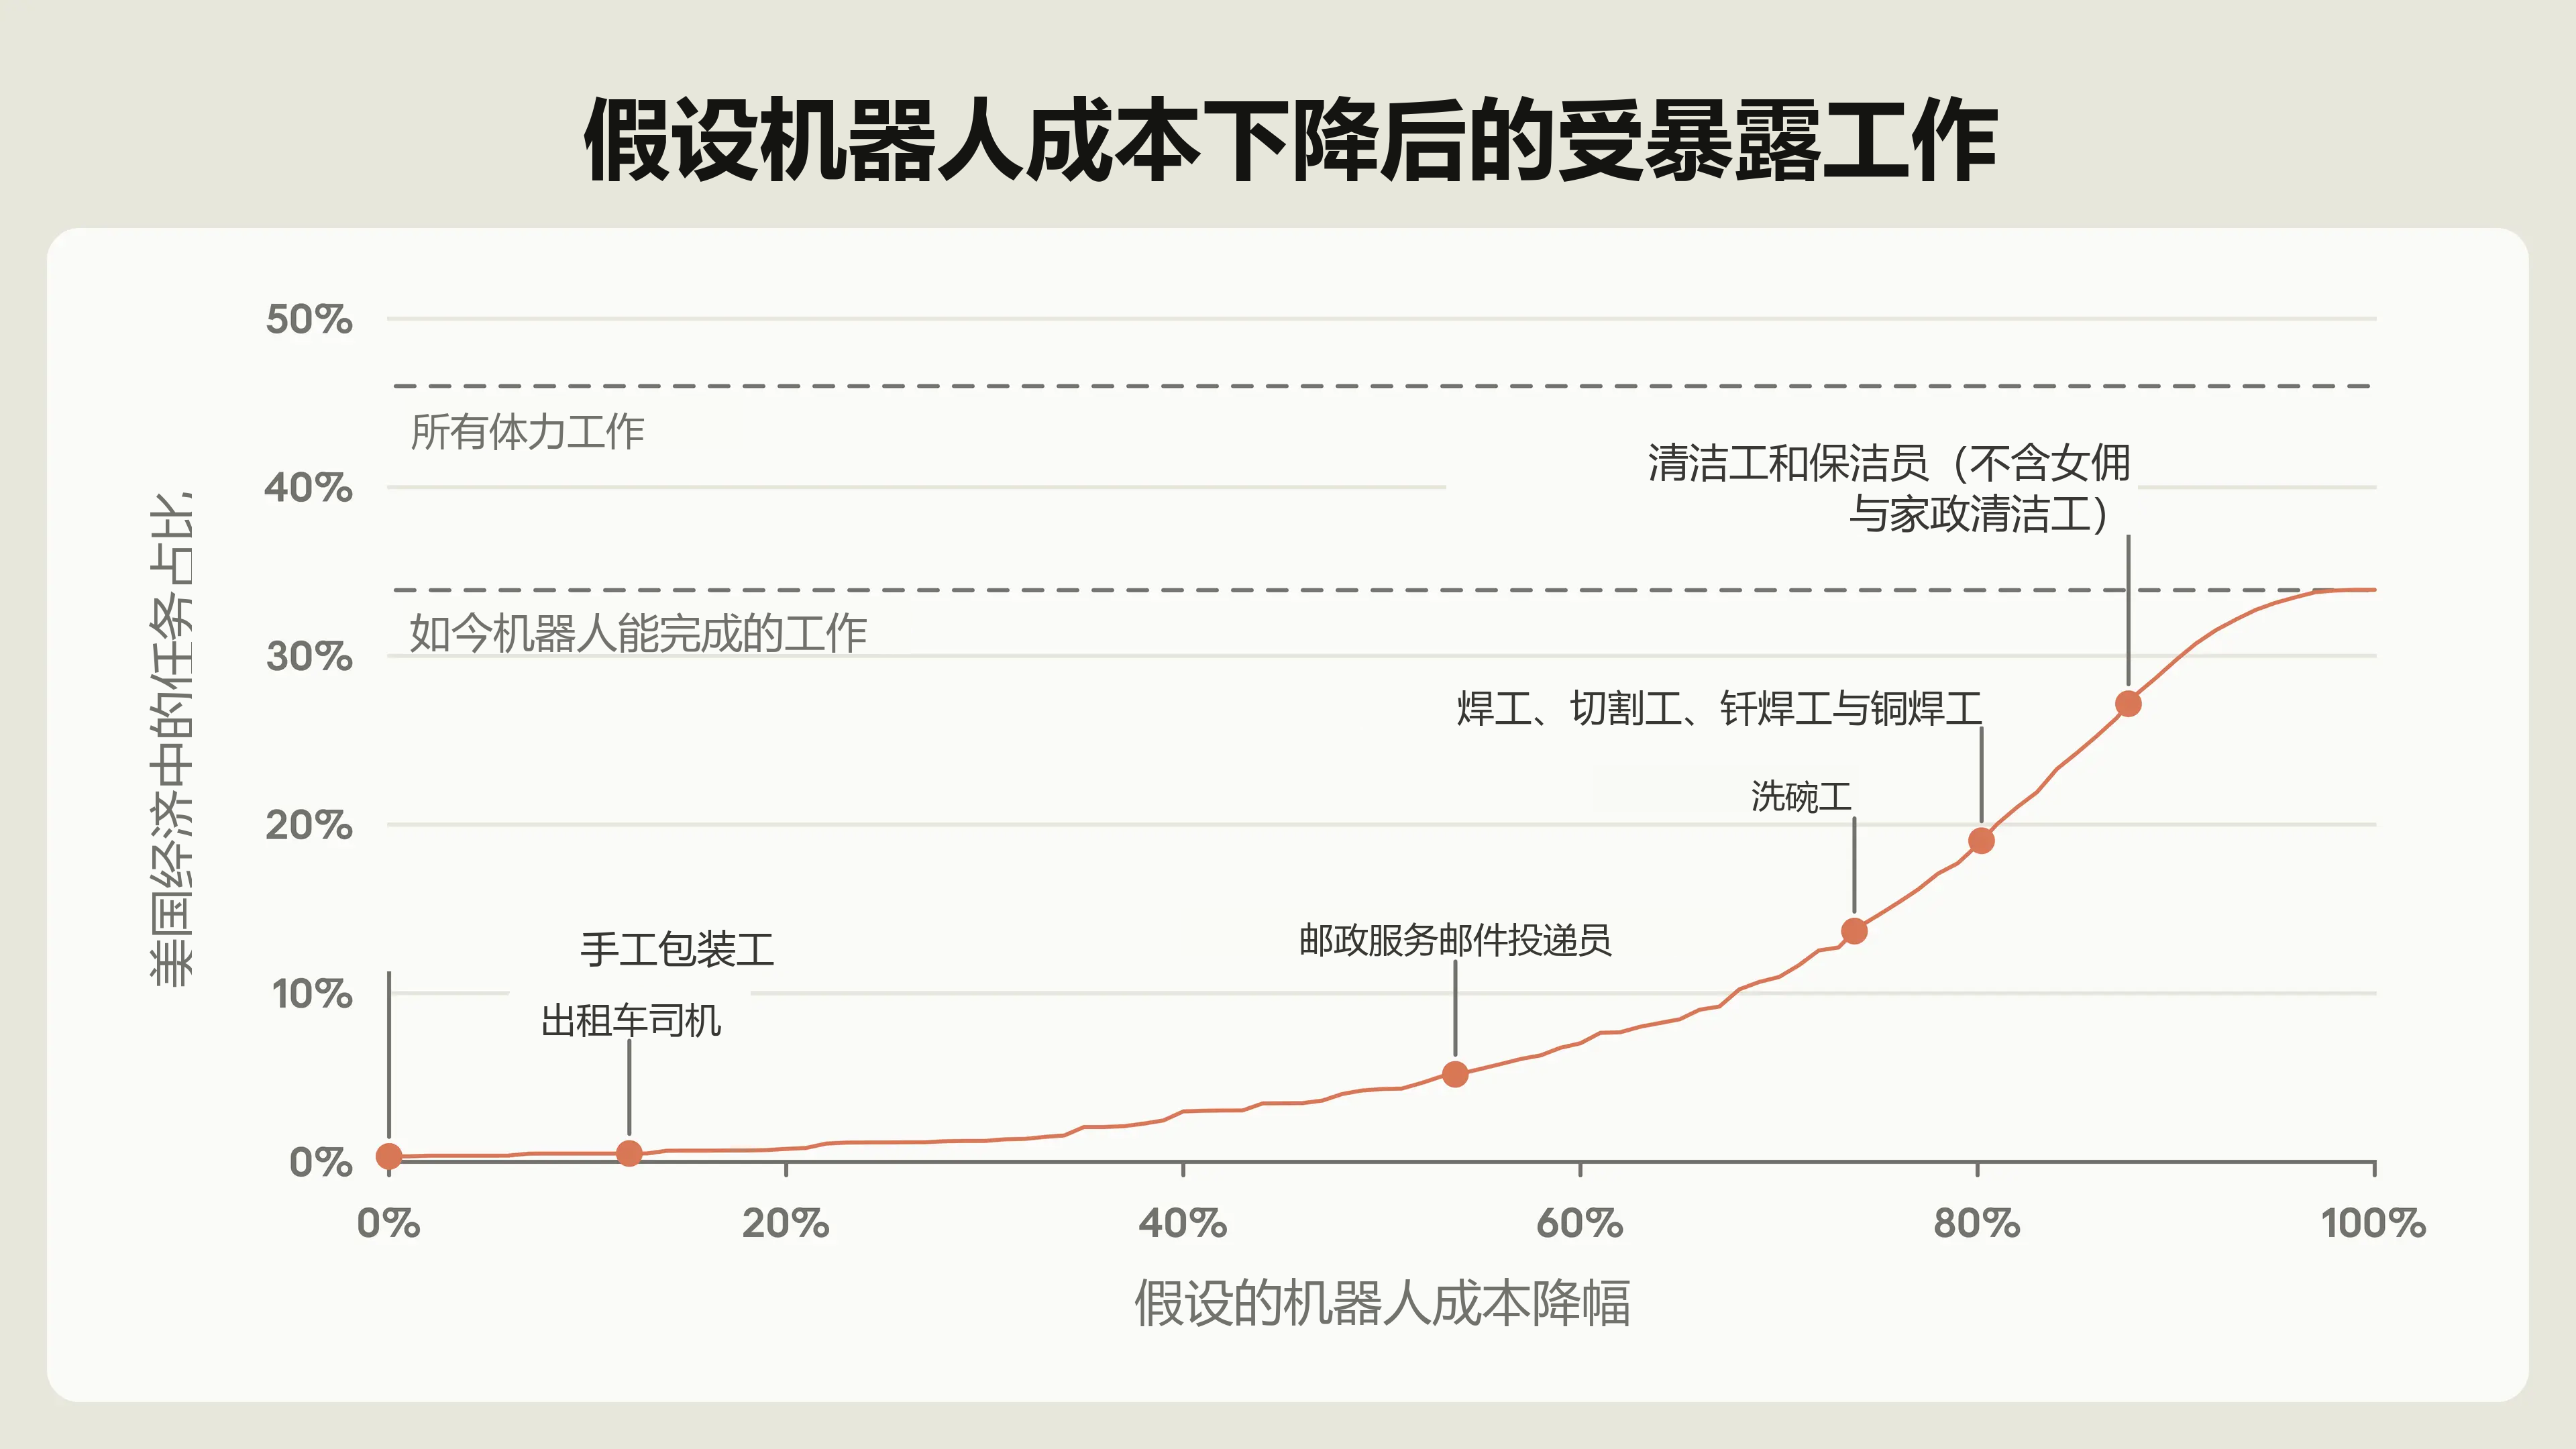 假设机器人成本下降后的受暴露工作
50%
所有体力工作
40%
清洁工和保洁员（不含女佣
与家政清洁工）
如今机器人能完成的工作
30%
焊工、切割工、钎焊工与铜焊工
洗碗工
20%
美国经济中的任务占比,
手工包装工
邮政服务邮件投递员
10%
出租车司机
0%
0% 20% 40% 60% 80% 100%
假设的机器人成本降幅